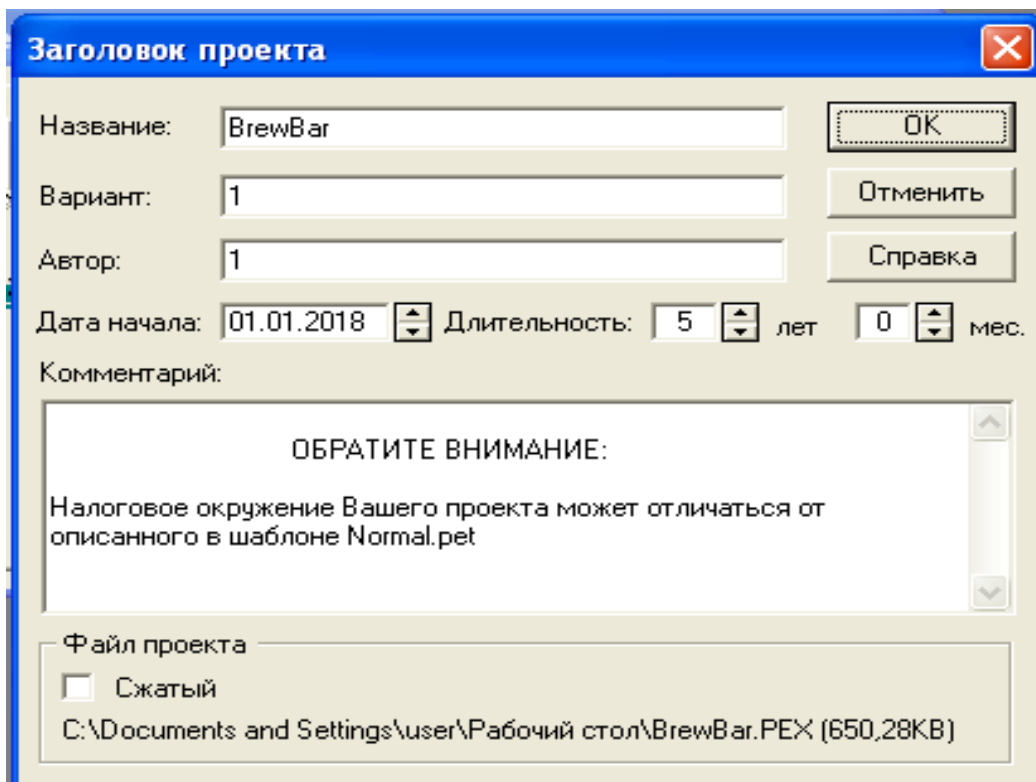 Заголовок проекта
Название: BrewBar OK
Вариант: 1 Отменить
Автор: 1 Справка
Дата начала: 01.01.2018 Длительность: 5 лет 0 мес.
Комментарий:
ОБРАТИТЕ ВНИМАНИЕ:
Налоговое окружение Вашего проекта может отличаться от
описанного в шаблоне Normal.pet
Файл проекта
Сжатый
C:\Documents and Settings\user\Рабочий стол\BrewBar.PEX (650,28KB)